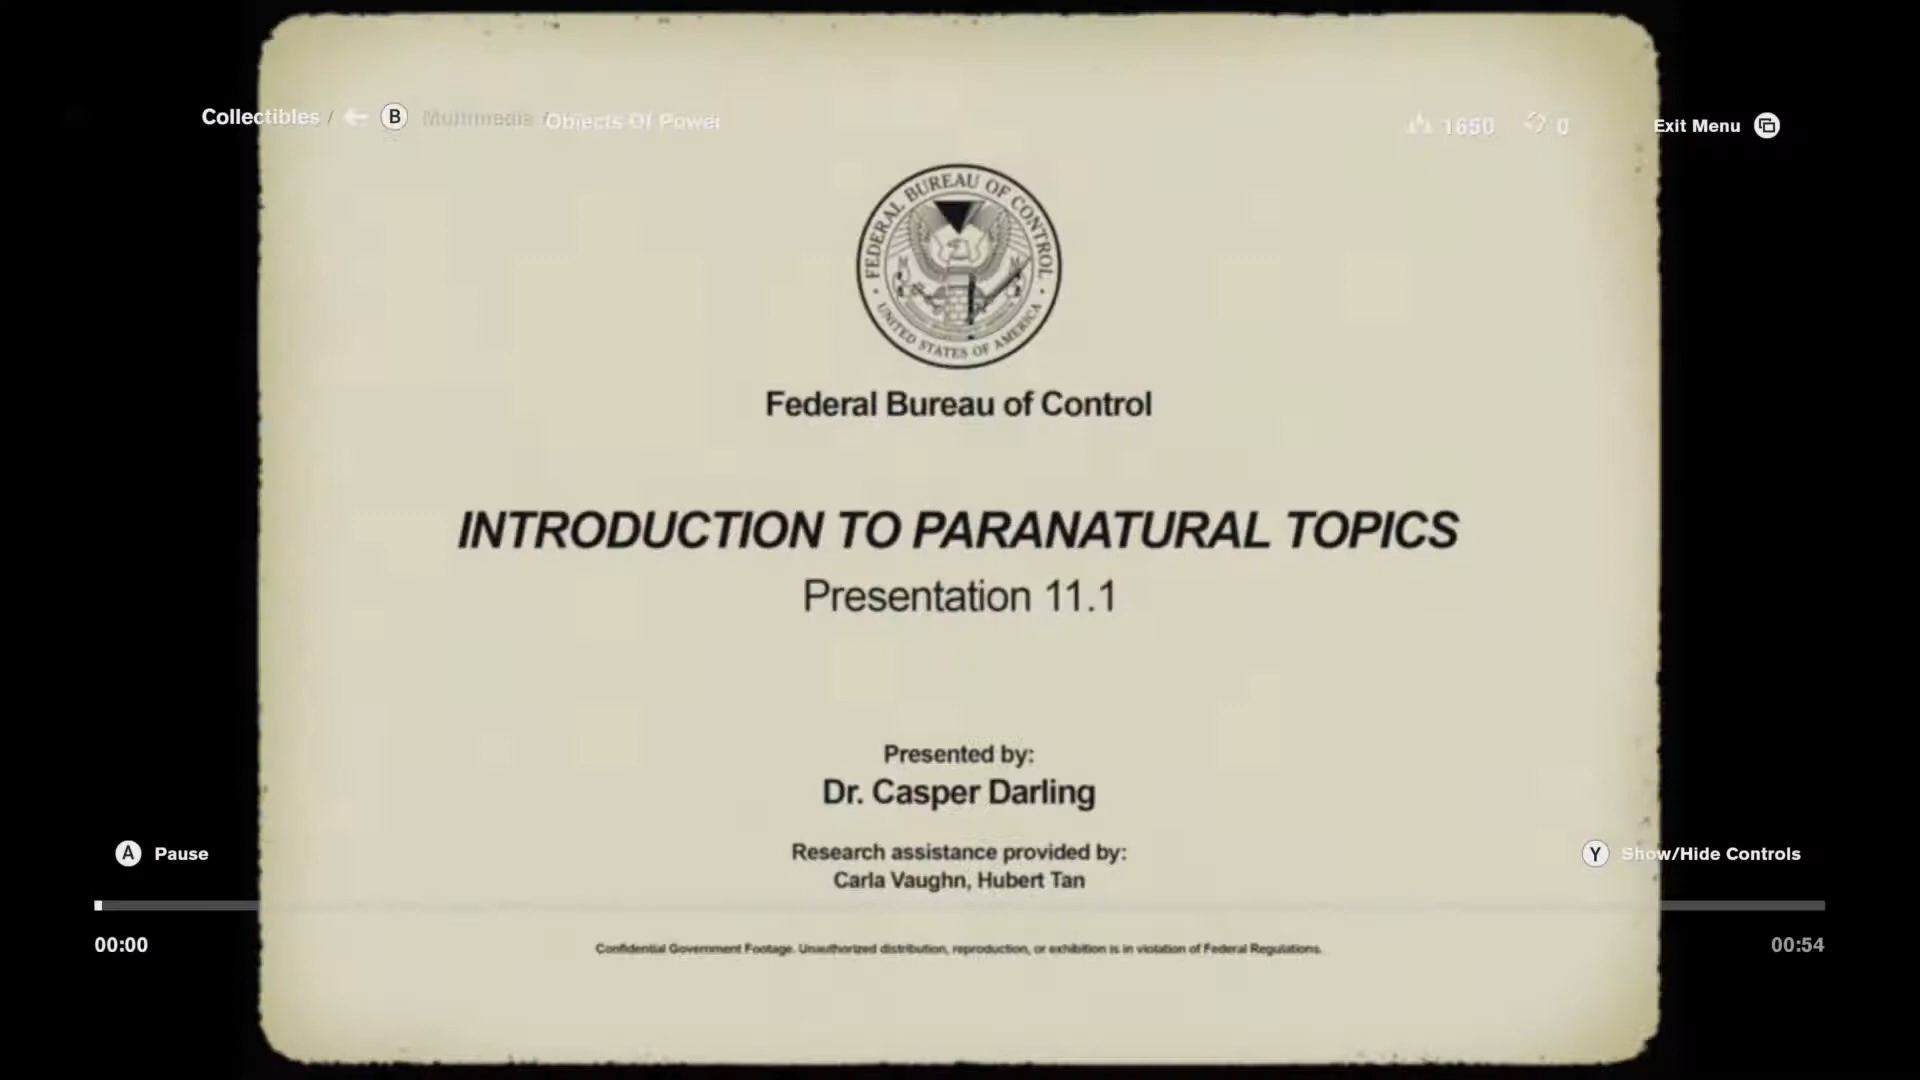 Collectibles / B Multimedia / Objects Of Power
1650 0
Exit Menu
FEDERAL BUREAU OF CONTROL
UNITED STATES OF AMERICA
Federal Bureau of Control
INTRODUCTION TO PARANATURAL TOPICS
Presentation 11.1
Presented by:
Dr. Casper Darling
Research assistance provided by:
Carla Vaughn, Hubert Tan
A Pause
Y Show/Hide Controls
00:00
00:54
Confidential Government Footage. Unauthorized distribution, reproduction, or exhibition is in violation of Federal Regulations.